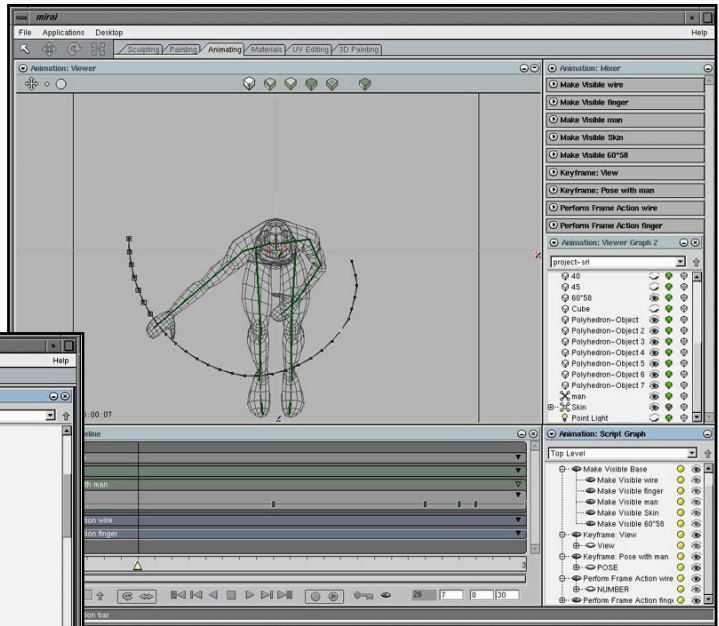 mirai
File Applications Desktop Help
Sculpting Painting Animating Materials UV Editing 3D Painting
Animation: Viewer
:00:07
Animation: Mixer
Make Visible wire
Make Visible finger
Make Visible man
Make Visible Skin
Make Visible 60*58
Keyframe: View
Keyframe: Pose with man
Perform Frame Action wire
Perform Frame Action finger
Animation: Viewer Graph 2
project-srl
40
45
60*58
Cube
Polyhedron-Object
Polyhedron-Object 2
Polyhedron-Object 3
Polyhedron-Object 4
Polyhedron-Object 5
Polyhedron-Object 6
Polyhedron-Object 7
man
Skin
Point Light
Animation: Script Graph
Top Level
Make Visible Base
Make Visible wire
Make Visible finger
Make Visible man
Make Visible Skin
Make Visible 60*58
Keyframe: View
View
Keyframe: Pose with man
POSE
Perform Frame Action wire
NUMBER
Perform Frame Action fing
Help
eline
th man
tion wire
tion finger
3
26 7 0 30
tion bar
X
Z